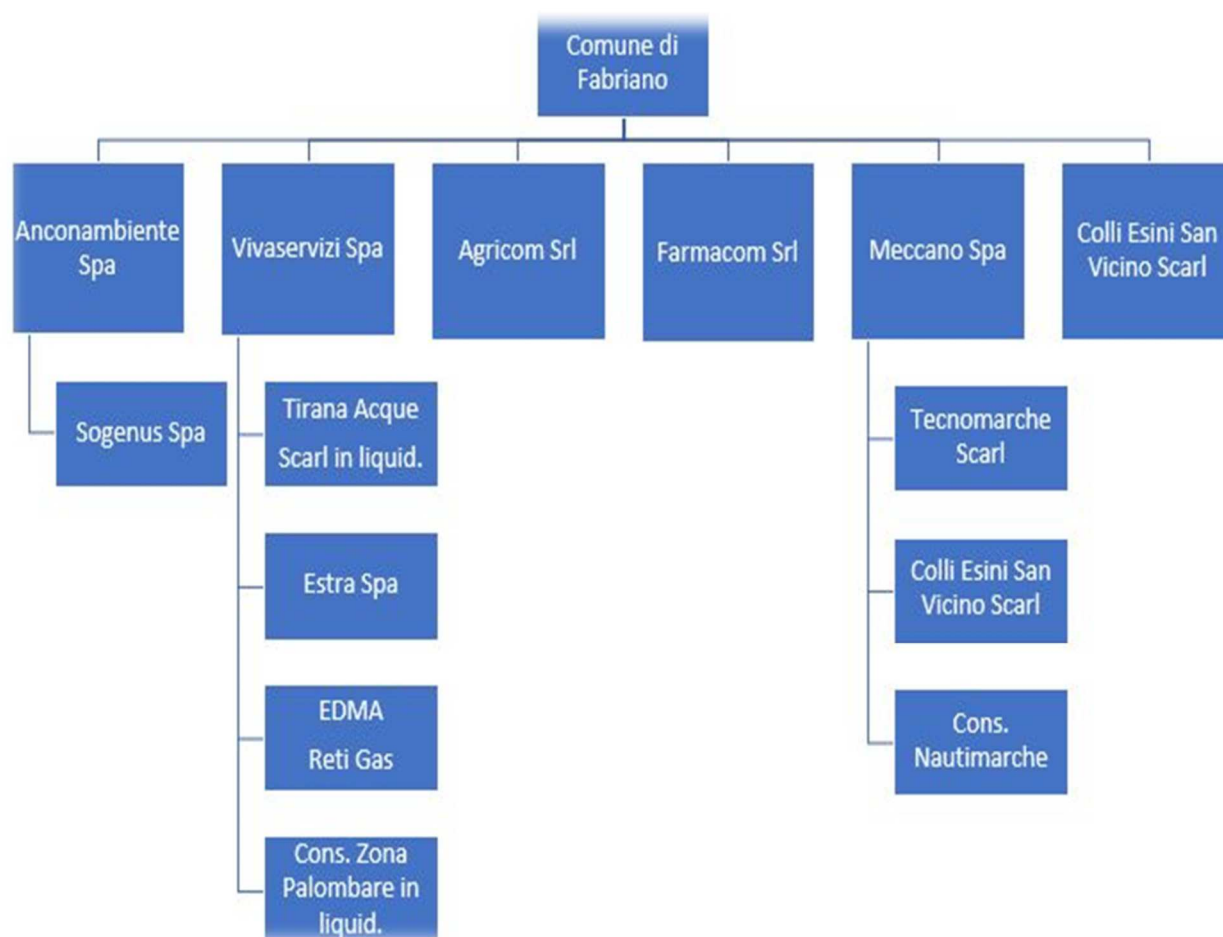 Comune di
Fabriano
Anconambiente
Spa
Vivaservizi Spa
Agricom Srl
Farmacom Srl
Meccano Spa
Colli Esini San
Vicino Scarl
Sogenus Spa
Tirana Acque
Scarl in liquid.
Estra Spa
EDMA
Reti Gas
Cons. Zona
Palombare in
liquid.
Tecnomarche
Scarl
Colli Esini San
Vicino Scarl
Cons.
Nautimarche